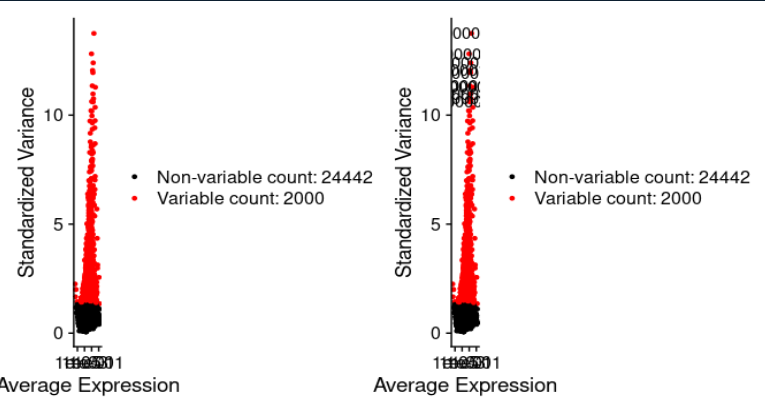 10
5
0
Standardized Variance
Average Expression
Non-variable count: 24442
Variable count: 2000
10
5
0
Standardized Variance
Average Expression
Non-variable count: 24442
Variable count: 2000